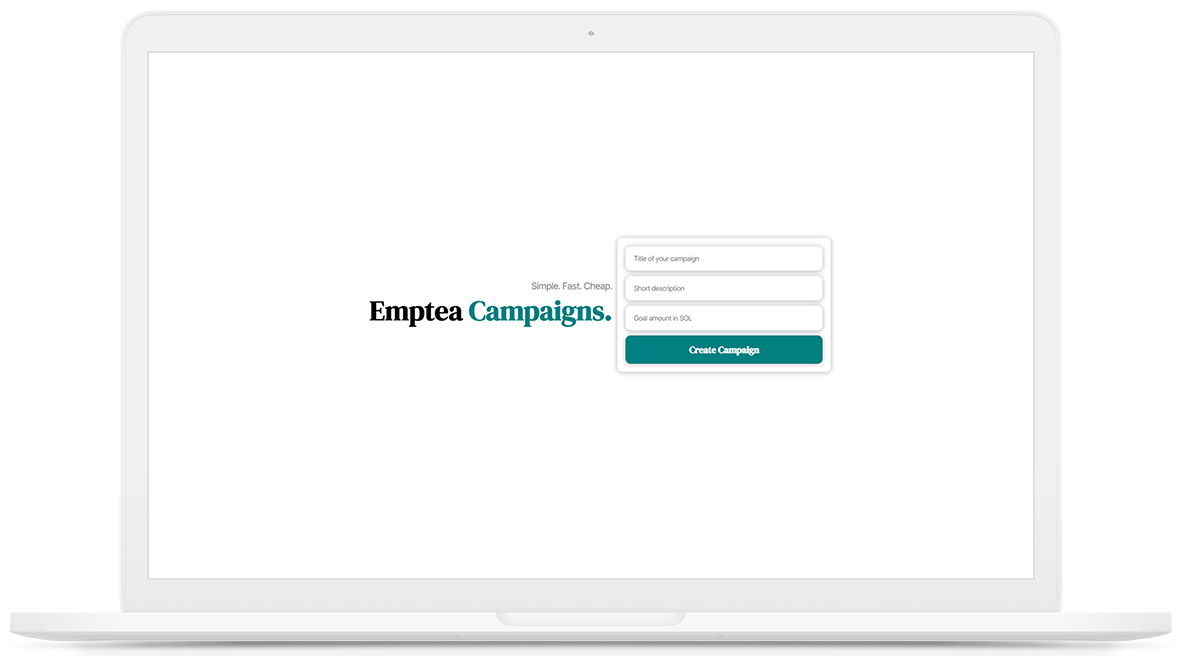 Simple. Fast. Cheap.
Emptea Campaigns.
Title of your campaign
Short description
Goal amount in SOL
Create Campaign